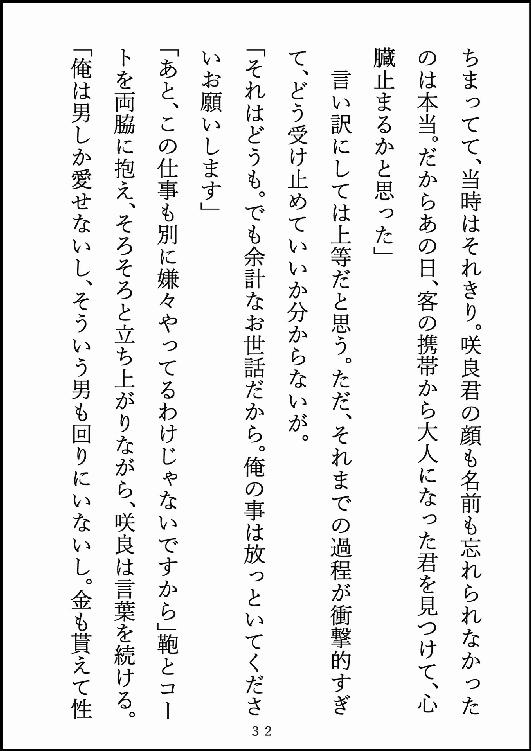 ちまってて、当時はそれきり。咲良君の顔も名前も忘れられなかった
のは本当。だからあの日、客の携帯から大人になった君を見つけて、心
臓止まるかと思った」
言い訳にしては上等だと思う。ただ、それまでの過程が衝撃的すぎ
て、どう受け止めていいか分からないが。
「それはどうも。でも余計なお世話だから。俺の事は放っといてくださ
いお願いします」
「あと、この仕事も別に嫌々やってるわけじゃないですから」鞄とコー
トを両脇に抱え、そろそろと立ち上がりながら、咲良は言葉を続ける。
「俺は男しか愛せないし、そういう男も回りにいないし。金も貰えて性
32